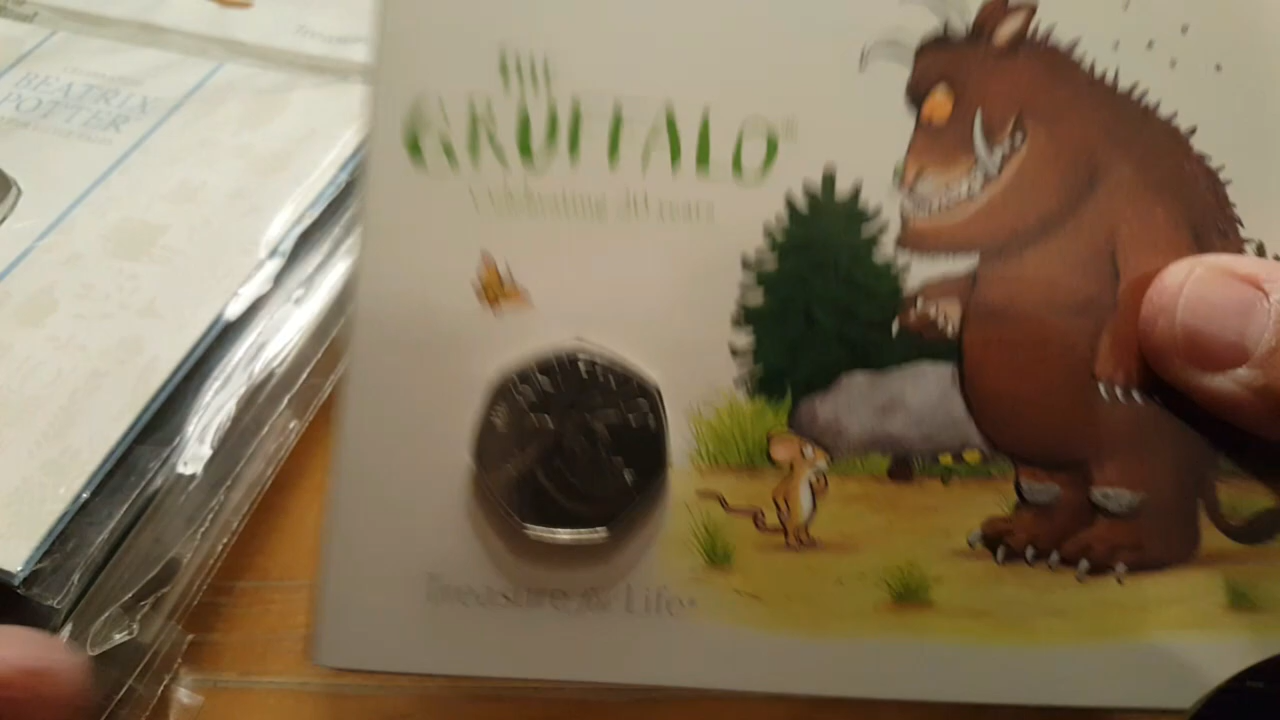 BEATRIX
POTTER
THE
GRUFFALO
Celebrating 20 years
Treasure for Life